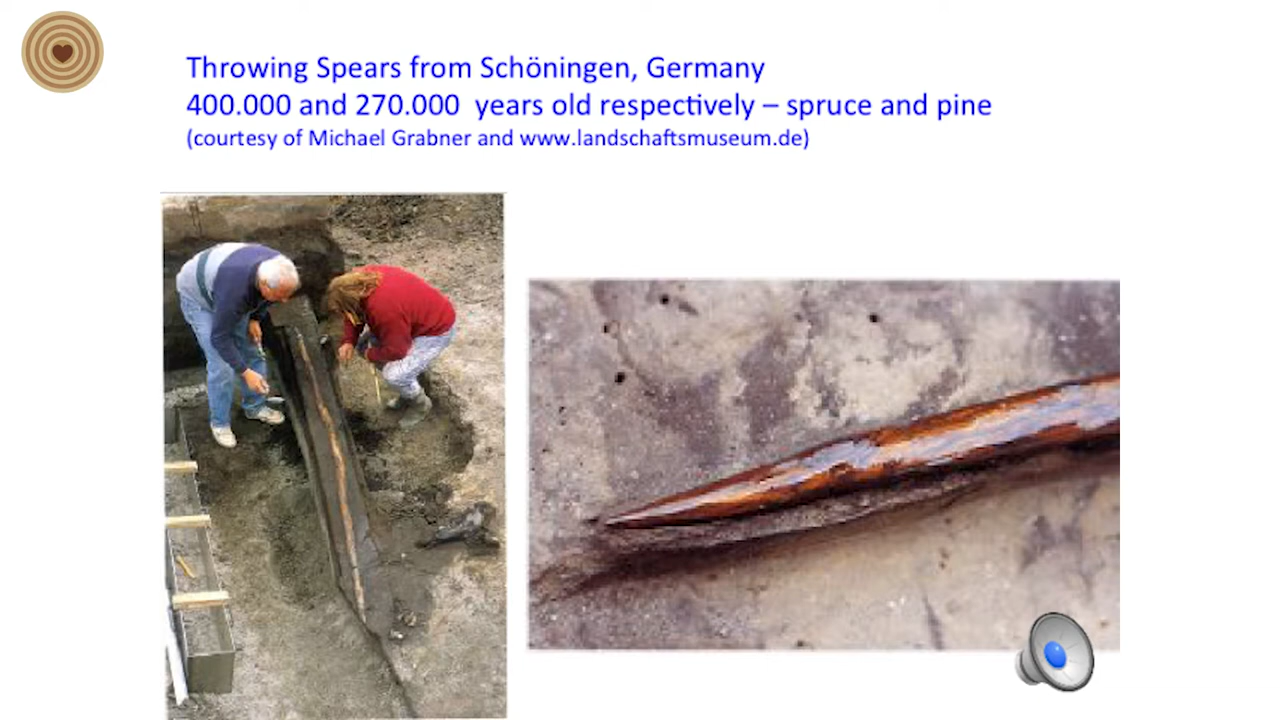 Throwing Spears from Schöningen, Germany
400.000 and 270.000  years old respectively – spruce and pine
(courtesy of Michael Grabner and www.landschaftsmuseum.de)